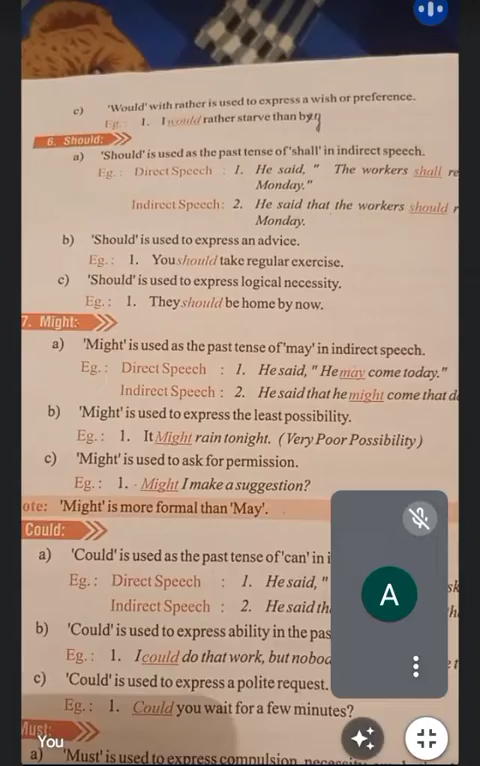 c) 'Would' with rather is used to express a wish or preference.
Eg.: 1. I would rather starve than beg
6. Should:
a) 'Should' is used as the past tense of 'shall' in indirect speech.
Eg.: Direct Speech : 1. He said, " The workers shall re
Monday."
Indirect Speech: 2. He said that the workers should r
Monday.
b) 'Should' is used to express an advice.
Eg.: 1. You should take regular exercise.
c) 'Should' is used to express logical necessity.
Eg.: 1. They should be home by now.
7. Might:
a) 'Might' is used as the past tense of 'may' in indirect speech.
Eg.: Direct Speech : 1. He said, " He may come today."
Indirect Speech : 2. He said that he might come that da
b) 'Might' is used to express the least possibility.
Eg.: 1. It Might rain tonight. (Very Poor Possibility)
c) 'Might' is used to ask for permission.
Eg.: 1. Might I make a suggestion?
ote: 'Might' is more formal than 'May'.
Could:
a) 'Could' is used as the past tense of 'can' in i
Eg.: Direct Speech : 1. He said, "
Indirect Speech : 2. He said th
b) 'Could' is used to express ability in the pas
Eg.: 1. I could do that work, but nobod
c) 'Could' is used to express a polite request.
Eg.: 1. Could you wait for a few minutes?
Must:
a) 'Must' is used to express compulsion,
A
You